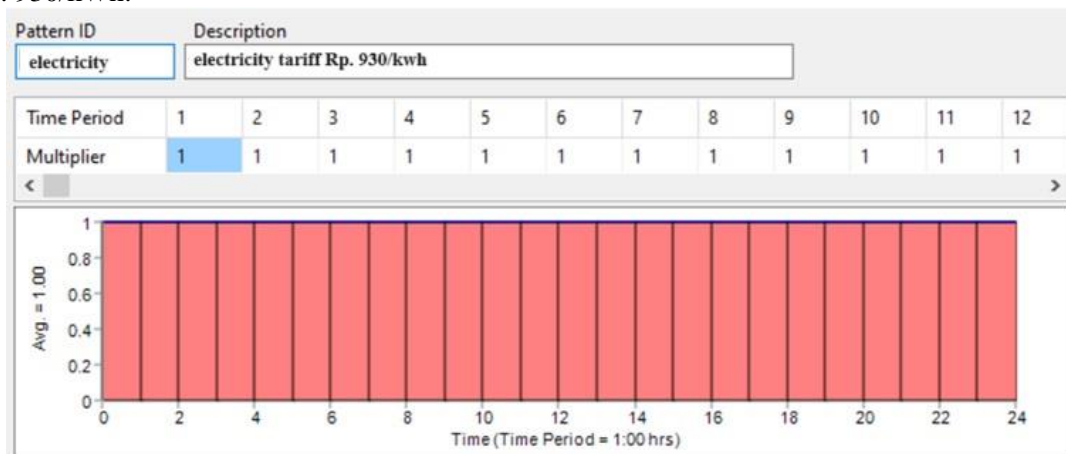 . 930/kWh.
Pattern ID Description
electricity electricity tariff Rp. 930/kwh
Time Period 1 2 3 4 5 6 7 8 9 10 11 12
Multiplier 1 1 1 1 1 1 1 1 1 1 1 1
< >
1
0.8
0.6
0.4
0.2
0
Avg. = 1.00
0 2 4 6 8 10 12 14 16 18 20 22 24
Time (Time Period = 1:00 hrs)